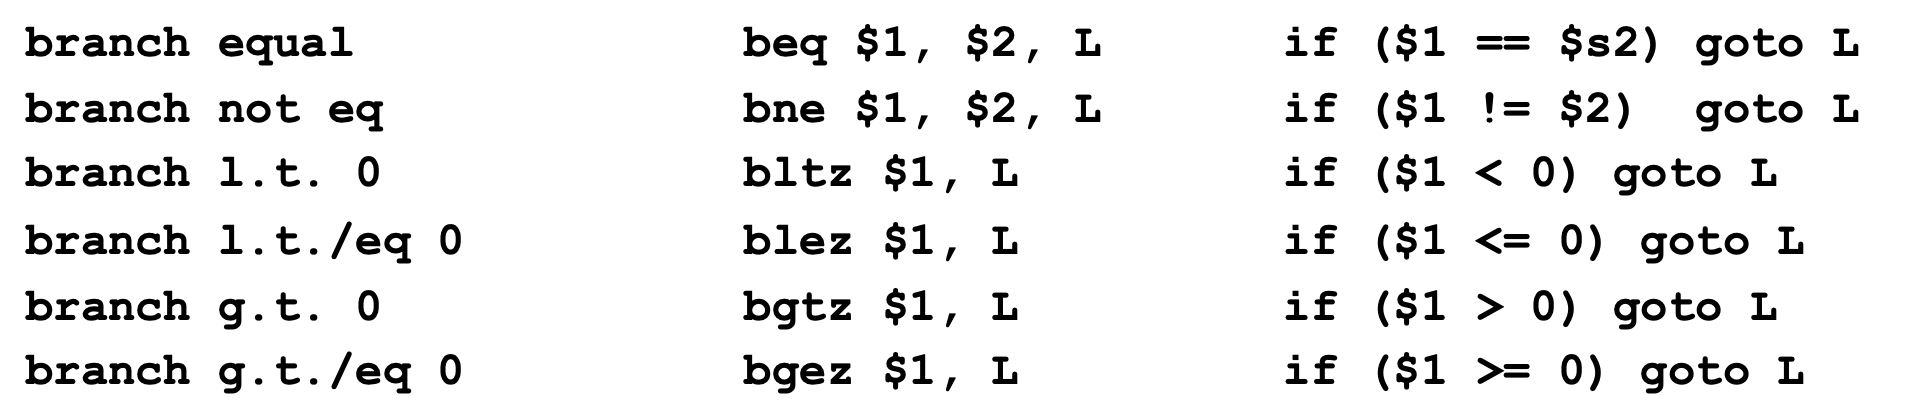 branch equal beq $1, $2, L if ($1 == $s2) goto L
branch not eq bne $1, $2, L if ($1 != $2) goto L
branch l.t. 0 bltz $1, L if ($1 < 0) goto L
branch l.t./eq 0 blez $1, L if ($1 <= 0) goto L
branch g.t. 0 bgtz $1, L if ($1 > 0) goto L
branch g.t./eq 0 bgez $1, L if ($1 >= 0) goto L